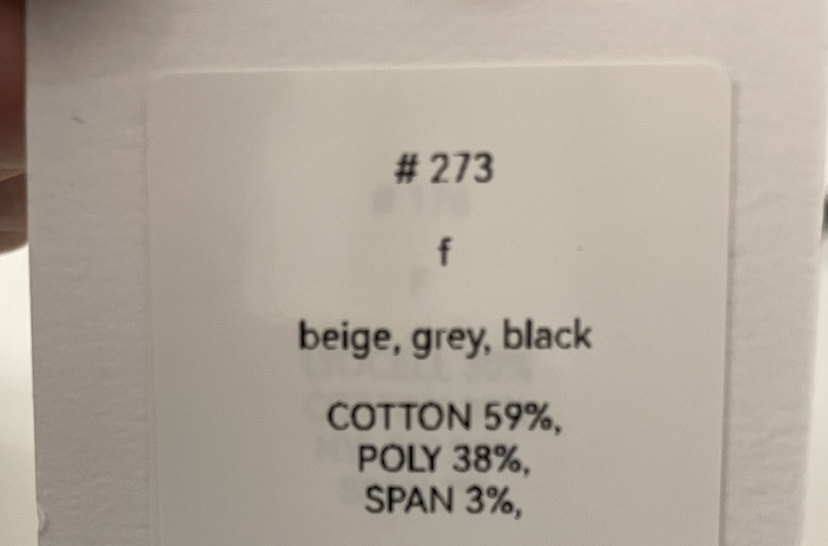 # 273
f
beige, grey, black
COTTON 59%,
POLY 38%,
SPAN 3%,